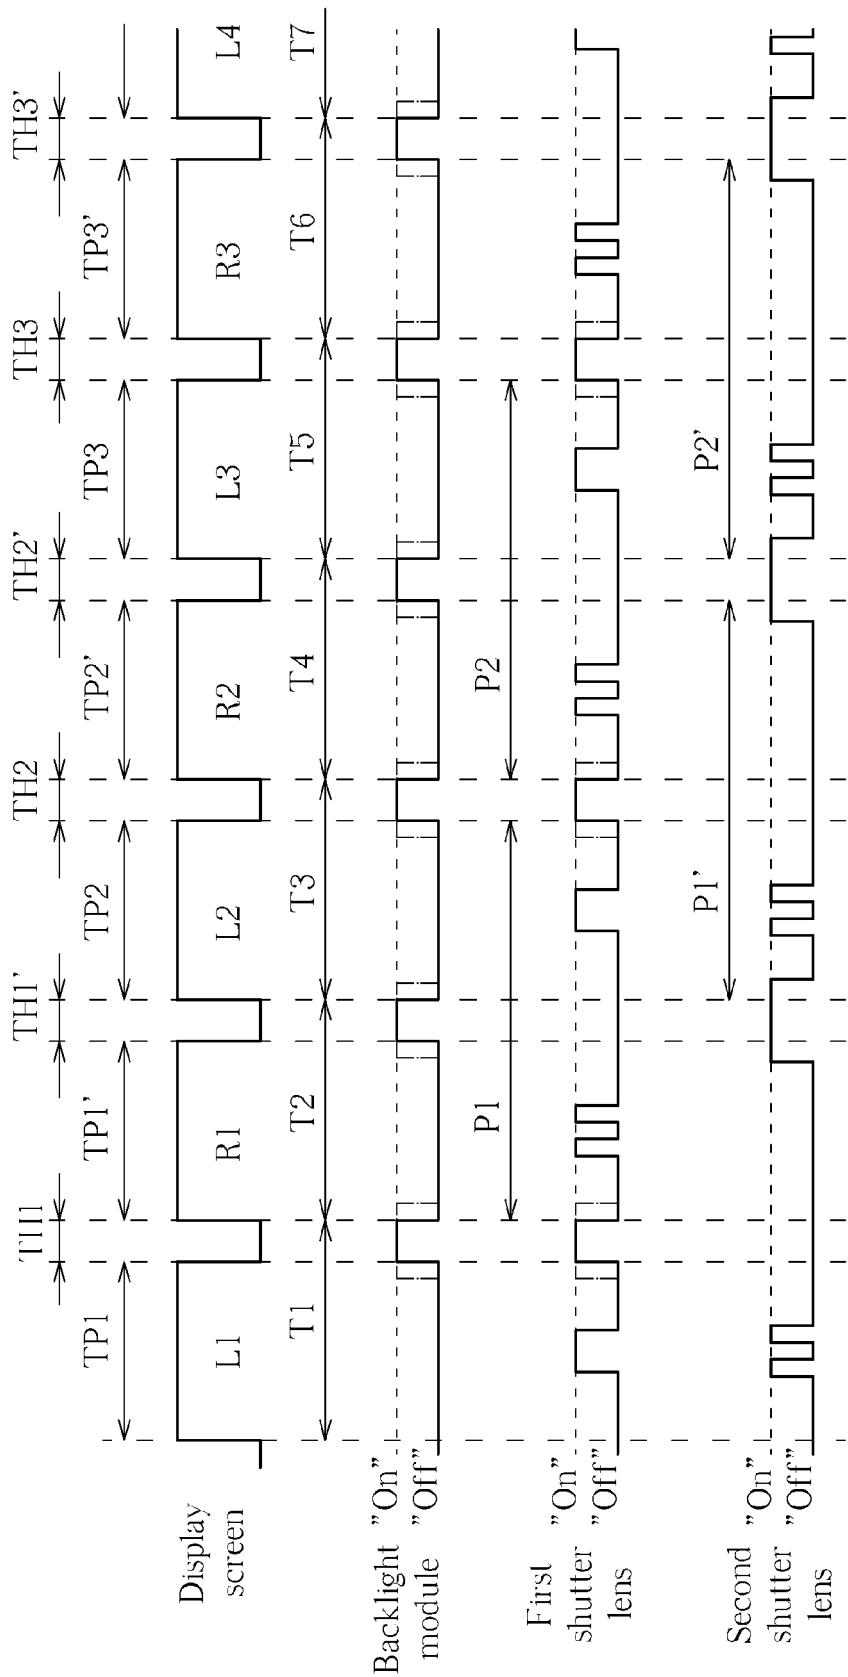 TH1 TH1' TH2 TH2' TH3 TH3'
TP1 TP1' TP2 TP2' TP3 TP3'
Display
screen
L1 R1 L2 R2 L3 R3 L4
T1 T2 T3 T4 T5 T6 T7
Backlight ”On”
module ”Off”
P1 P2
First
shutter
lens
”On”
”Off”
P1' P2'
Second
shutter
lens
”On”
”Off”